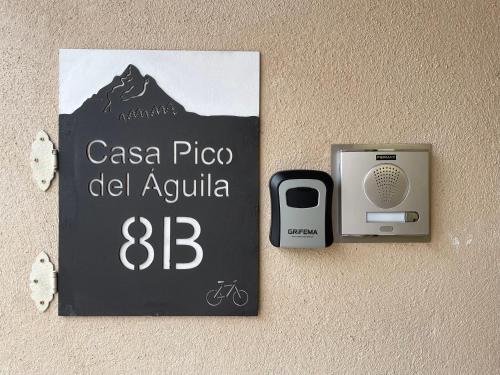 Casa Pico
del Águila
8B
GRIFEMA
FERMAX